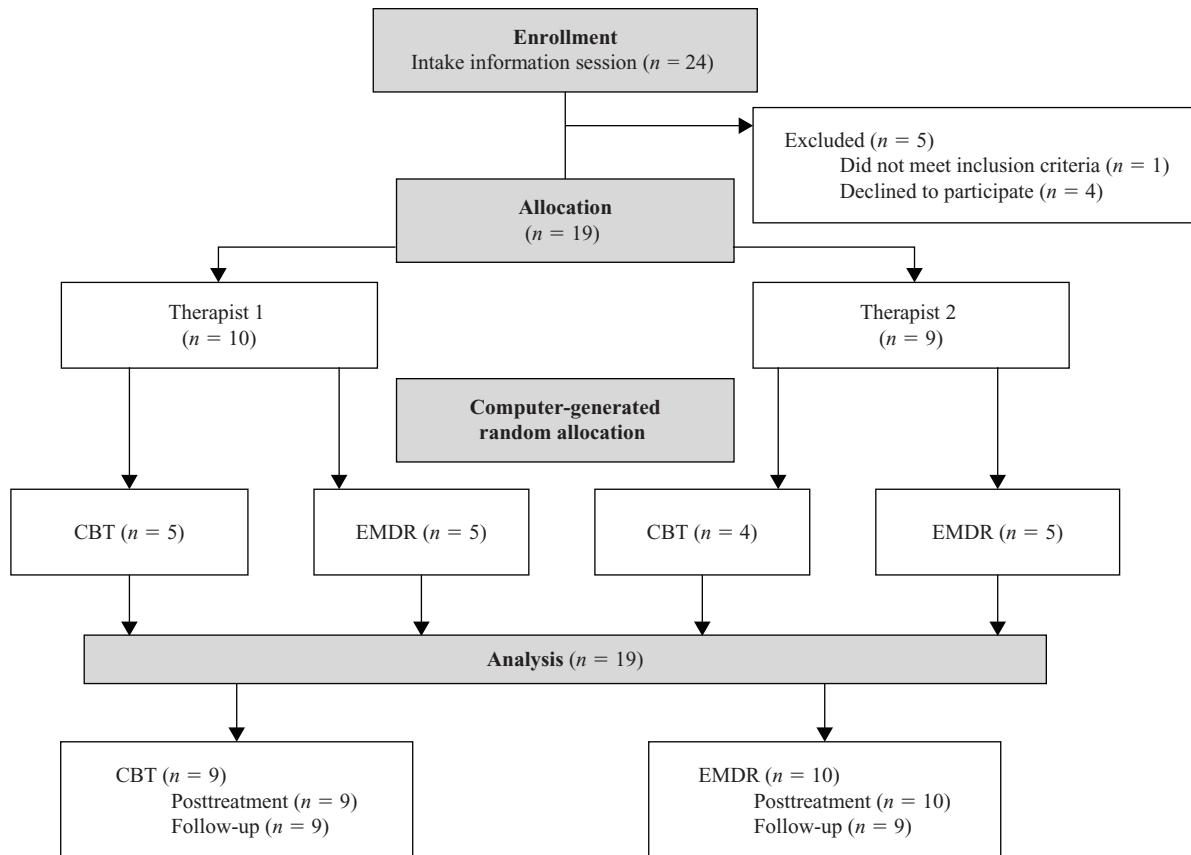 Enrollment
Intake information session (n = 24)
Excluded (n = 5)
Did not meet inclusion criteria (n = 1)
Declined to participate (n = 4)
Allocation
(n = 19)
Therapist 1
(n = 10)
Therapist 2
(n = 9)
Computer-generated
random allocation
CBT (n = 5)
EMDR (n = 5)
CBT (n = 4)
EMDR (n = 5)
Analysis (n = 19)
CBT (n = 9)
Posttreatment (n = 9)
Follow-up (n = 9)
EMDR (n = 10)
Posttreatment (n = 10)
Follow-up (n = 9)